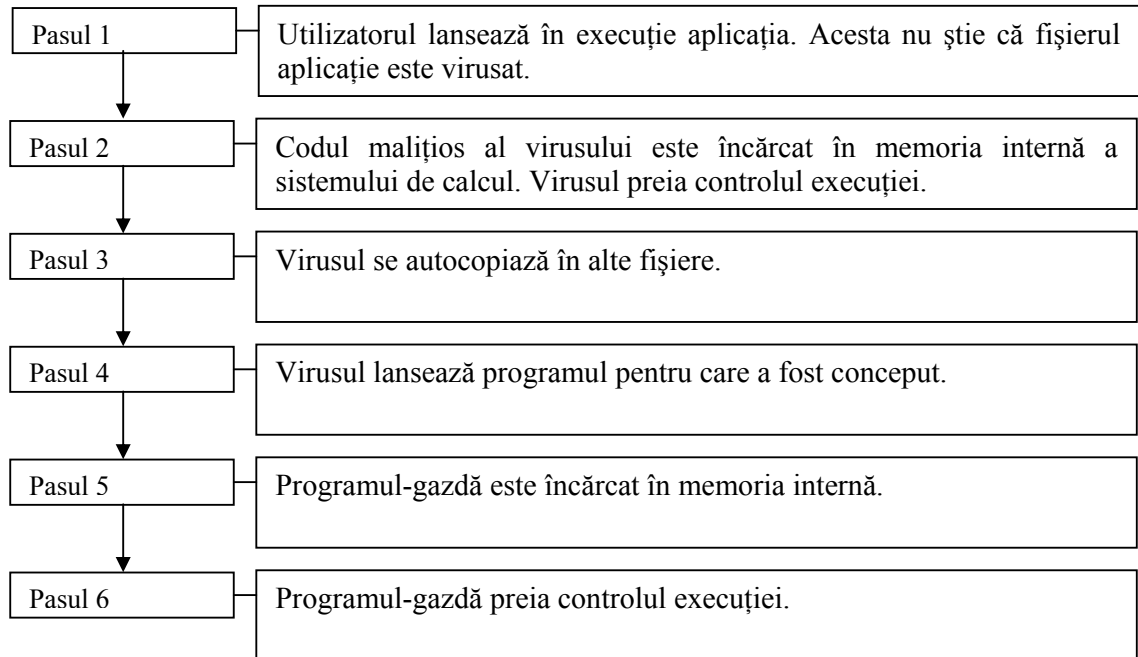 Pasul 1
Utilizatorul lansează în execuție aplicația. Acesta nu ştie că fişierul
aplicație este virusat.
Pasul 2
Codul malițios al virusului este încărcat în memoria internă a
sistemului de calcul. Virusul preia controlul execuției.
Pasul 3
Virusul se autocopiază în alte fişiere.
Pasul 4
Virusul lansează programul pentru care a fost conceput.
Pasul 5
Programul-gazdă este încărcat în memoria internă.
Pasul 6
Programul-gazdă preia controlul execuției.